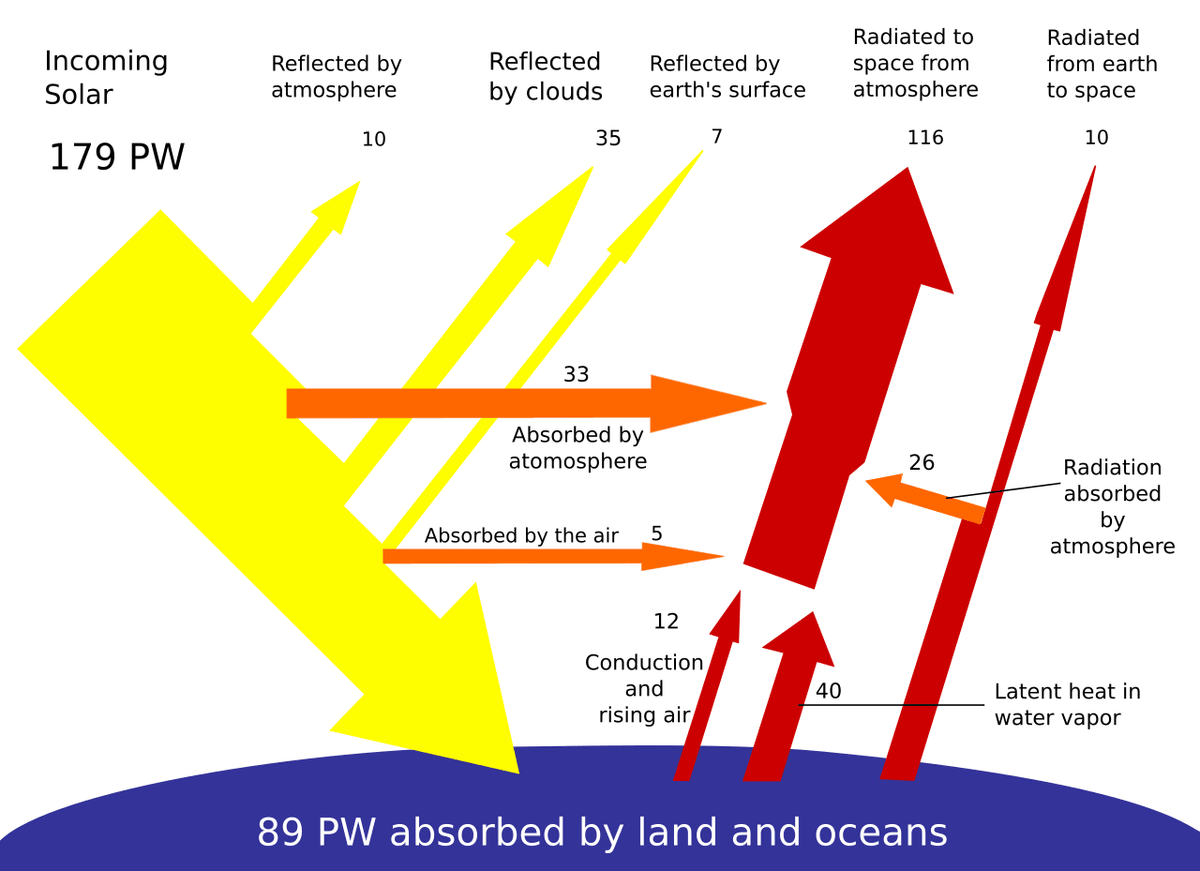 Incoming
Solar
179 PW
Reflected by
atmosphere
10
Reflected
by clouds
35
Reflected by
earth's surface
7
Radiated to
space from
atmosphere
116
Radiated
from earth
to space
10
33
Absorbed by
atomosphere
26
Radiation
absorbed
by
atmosphere
Absorbed by the air
5
12
Conduction
and
rising air
40
Latent heat in
water vapor
89 PW absorbed by land and oceans